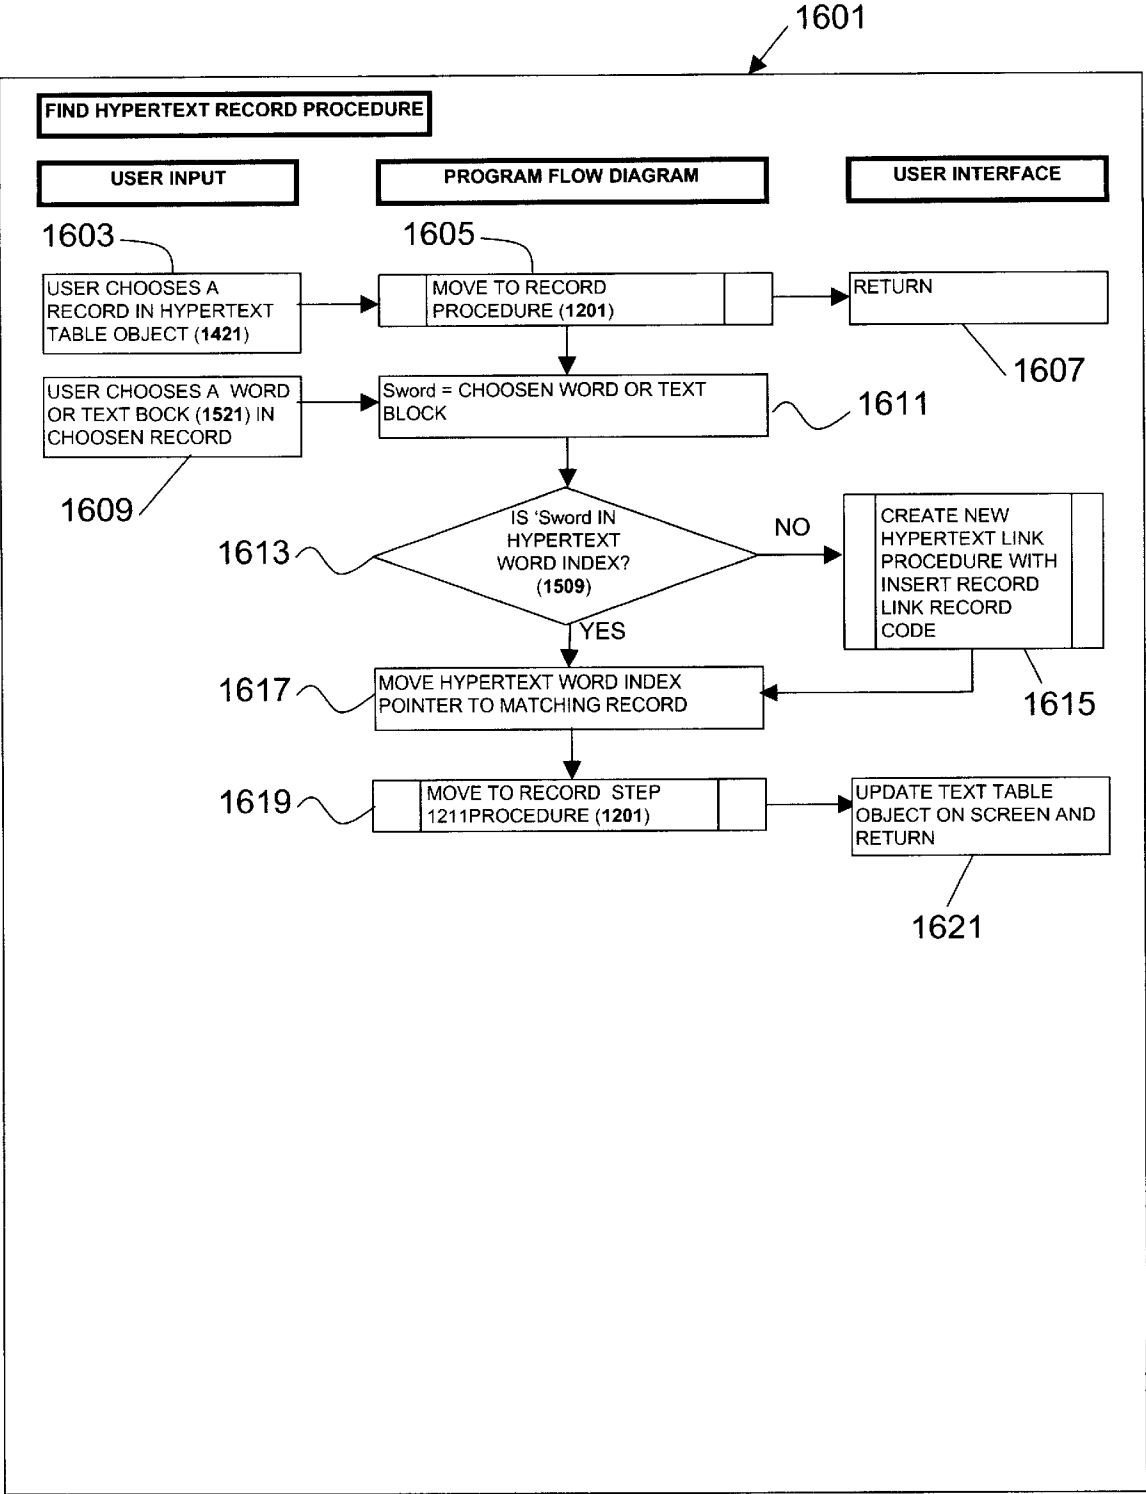 1601
FIND HYPERTEXT RECORD PROCEDURE
USER INPUT
PROGRAM FLOW DIAGRAM
USER INTERFACE
1603
1605
USER CHOOSES A
RECORD IN HYPERTEXT
TABLE OBJECT (1421)
MOVE TO RECORD
PROCEDURE (1201)
RETURN
1607
USER CHOOSES A WORD
OR TEXT BOCK (1521) IN
CHOOSEN RECORD
Sword = CHOOSEN WORD OR TEXT
BLOCK
1611
1609
IS ‘Sword IN
HYPERTEXT
WORD INDEX?
(1509)
1613
NO
CREATE NEW
HYPERTEXT LINK
PROCEDURE WITH
INSERT RECORD
LINK RECORD
CODE
YES
1615
1617
MOVE HYPERTEXT WORD INDEX
POINTER TO MATCHING RECORD
1619
MOVE TO RECORD STEP
1211PROCEDURE (1201)
UPDATE TEXT TABLE
OBJECT ON SCREEN AND
RETURN
1621